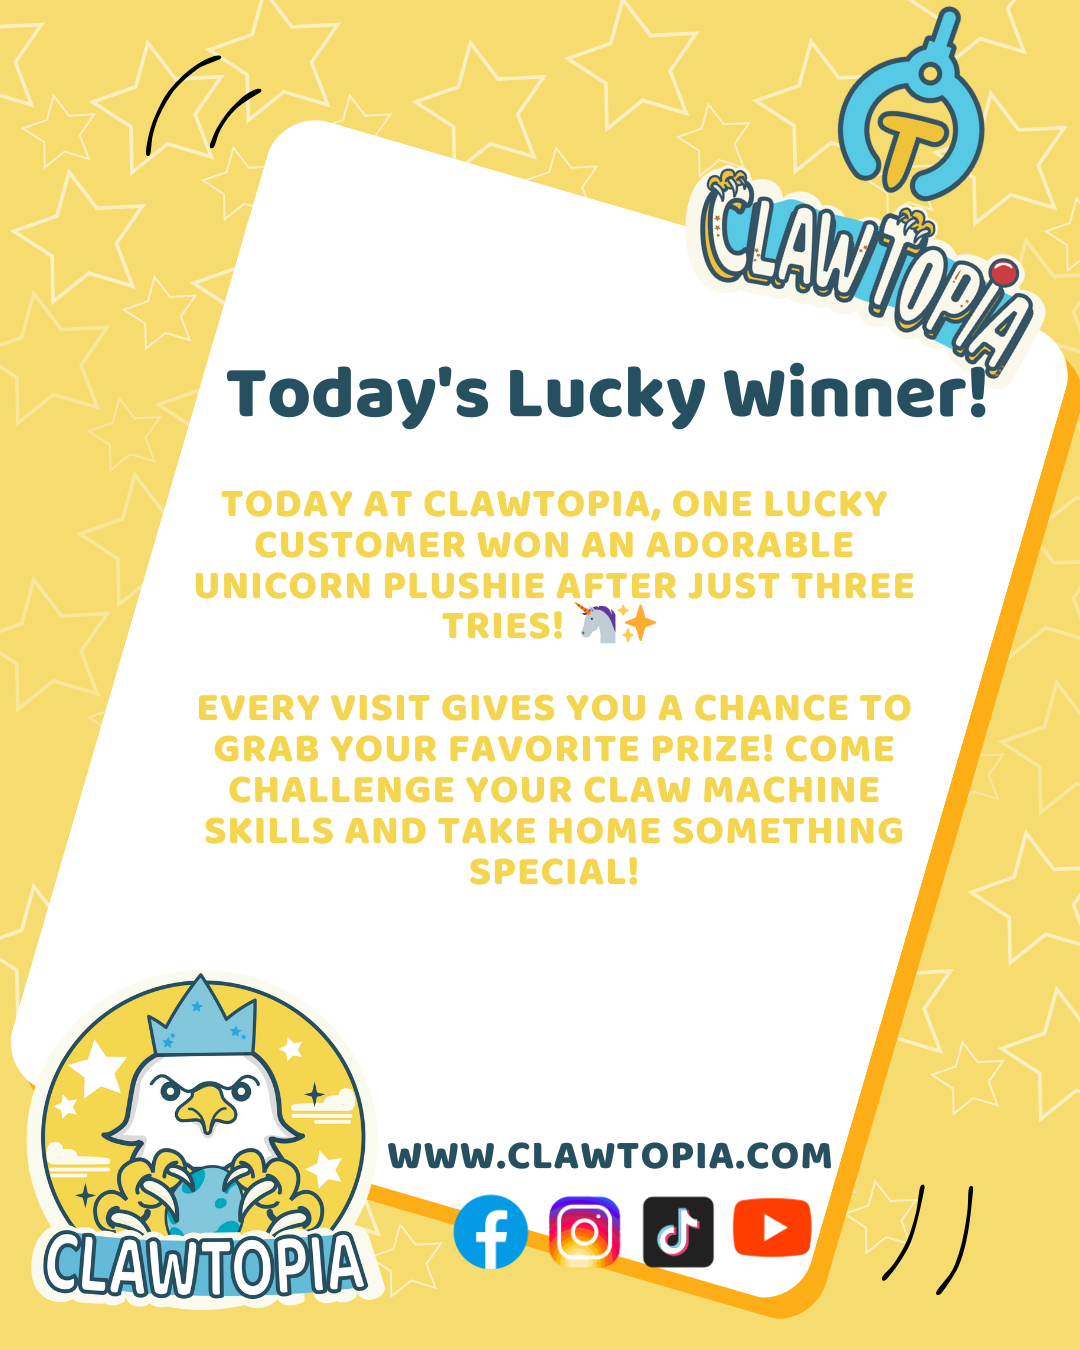 CLAWTOPIA
Today's Lucky Winner!
TODAY AT CLAWTOPIA, ONE LUCKY
CUSTOMER WON AN ADORABLE
UNICORN PLUSHIE AFTER JUST THREE
TRIES! 🦄✨
EVERY VISIT GIVES YOU A CHANCE TO
GRAB YOUR FAVORITE PRIZE! COME
CHALLENGE YOUR CLAW MACHINE
SKILLS AND TAKE HOME SOMETHING
SPECIAL!
WWW.CLAWTOPIA.COM
CLAWTOPIA